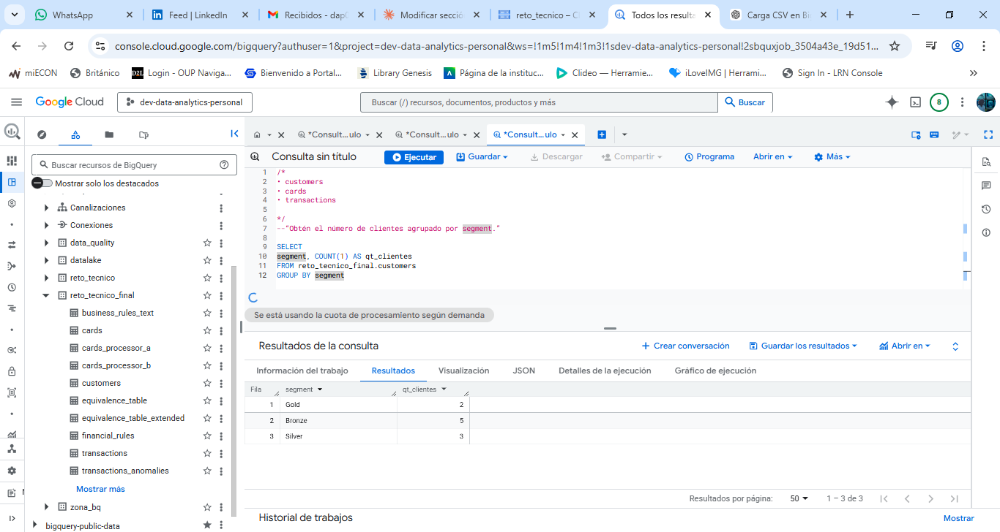 WhatsApp
Feed | LinkedIn
Recibidos - dap0
Modificar secció
reto_tecnico – C
Todos los resulta
Carga CSV en Bi
console.cloud.google.com/bigquery?authuser=1&project=dev-data-analytics-personal&ws=!1m5!1m4!1m3!1sdev-data-analytics-personal!2sbquxjob_3504a43e_19d51...
miECON
Británico
D2L Login - OUP Naviga...
Bienvenido a Portal...
Library Genesis
Página de la instituc...
Clideo — Herramie...
iLoveIMG | Herrami...
Sign In - LRN Console
Google Cloud
dev-data-analytics-personal
Buscar (/) recursos, documentos, productos y más
Buscar
8
*Consult...ulo
*Consult...ulo
*Consult...ulo
Buscar recursos de BigQuery
Mostrar solo los destacados
Canalizaciones
Conexiones
data_quality
datalake
reto_tecnico
reto_tecnico_final
business_rules_text
cards
cards_processor_a
cards_processor_b
customers
equivalence_table
equivalence_table_extended
financial_rules
transactions
transactions_anomalies
Mostrar más
zona_bq
bigquery-public-data
Consulta sin título
Ejecutar
Guardar
Descargar
Compartir
Programa
Abrir en
Más
1 /*
2 • customers
3 • cards
4 • transactions
5
6 */
7 --“Obtén el número de clientes agrupado por segment.”
8
9 SELECT
10 segment, COUNT(1) AS qt_clientes
11 FROM reto_tecnico_final.customers
12 GROUP BY segment
Se está usando la cuota de procesamiento según demanda
Resultados de la consulta
Crear conversación
Guardar los resultados
Abrir en
Información del trabajo
Resultados
Visualización
JSON
Detalles de la ejecución
Gráfico de ejecución
Fila segment qt_clientes
1 Gold 2
2 Bronze 5
3 Silver 3
Resultados por página: 50 1 – 3 de 3
Historial de trabajos
Mostrar